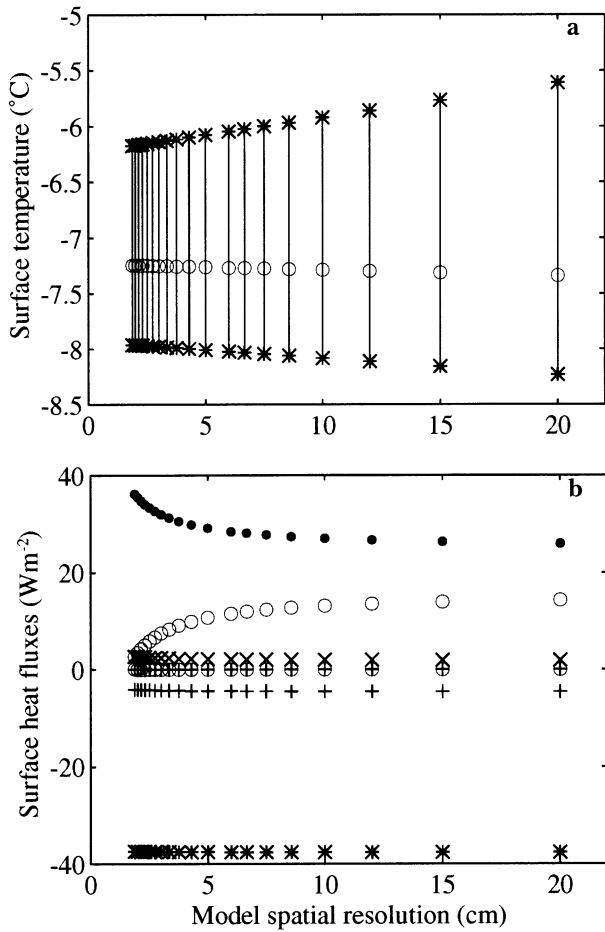 a
Surface temperature (˚C)
-5
-5.5
-6
-6.5
-7
-7.5
-8
-8.5
0 5 10 15 20
b
Surface heat fluxes (Wm⁻²)
40
20
0
-20
-40
0 5 10 15 20
Model spatial resolution (cm)